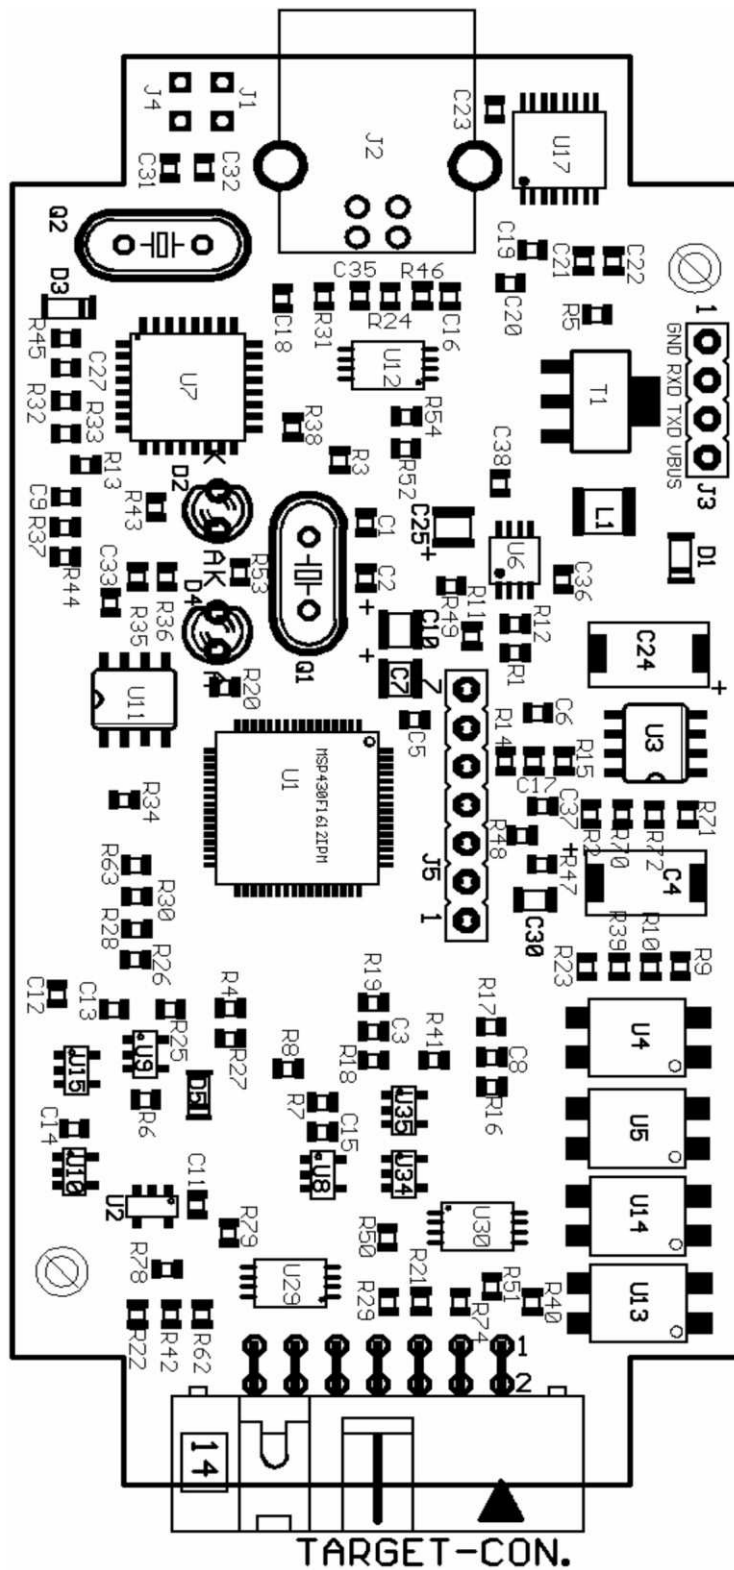 J4
J1
J2
C23
U17
C31
C32
Q2
C19
C21
C22
C20
D3
C35
R46
R45
C18
R31
R24
C16
R5
1
GND RXD TXD VBUS
J3
C27
R32
R33
U7
U12
T1
R38
R54
R3
R52
R13
K
D2
C38
C9
R37
R44
R43
C1
C25+
L1
U6
D1
A
K
R53
C33
R35
R36
D4
C2
+
R49
R11
R12
C36
C10
+
Q1
R1
C24
+
U11
A
R20
C7
7
C5
C6
U3
R14
C17
R15
U1
MSP430F1612IPM
R34
C37
R2
R70
R72
R71
R48
R63
J5
R47
+
C4
R30
1
C30
R28
R26
R23
R39
R10
R9
C12
C13
R25
R4
R19
R17
U4
R27
C3
R41
C8
U15
U9
R8
R18
R16
R6
D5
R7
U35
U5
C14
C15
U10
U8
U34
U2
C11
U14
R79
R50
U30
R78
U29
U13
R22
R42
R62
R29
R21
R74
R51
R40
1
2
14
TARGET-CON.